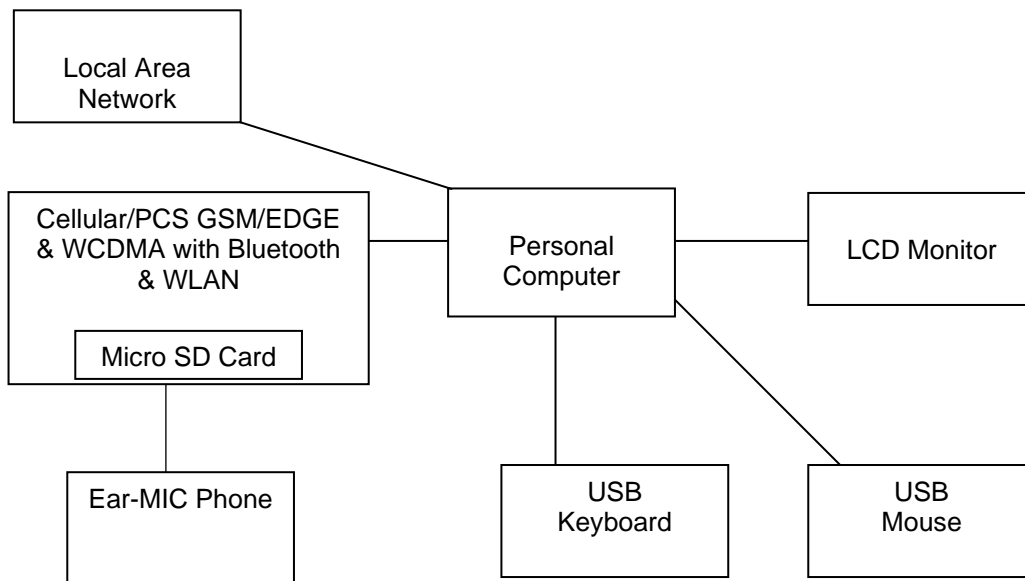 Local Area
Network
Cellular/PCS GSM/EDGE
& WCDMA with Bluetooth
& WLAN
Micro SD Card
Personal
Computer
LCD Monitor
Ear-MIC Phone
USB
Keyboard
USB
Mouse